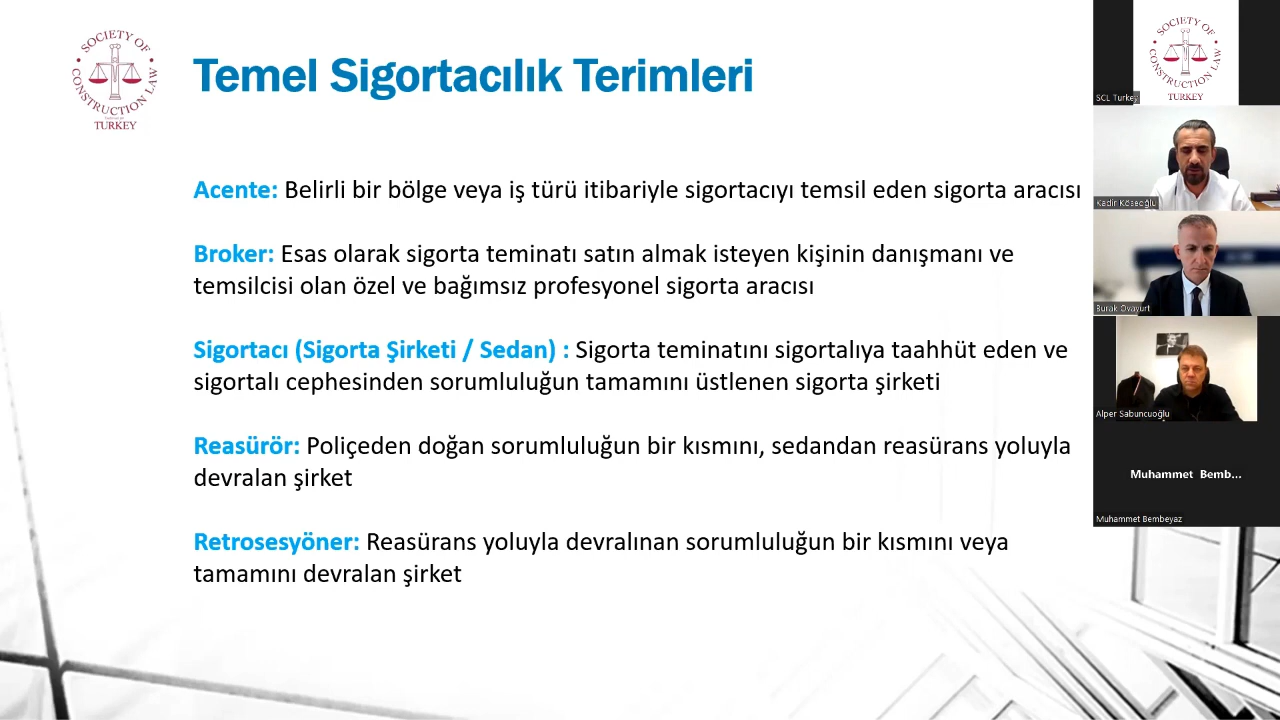 SOCIETY OF
CONSTRUCTION LAW
TURKEY
Temel Sigortacılık Terimleri
Acente: Belirli bir bölge veya iş türü itibariyle sigortacıyı temsil eden sigorta aracısı
Broker: Esas olarak sigorta teminatı satın almak isteyen kişinin danışmanı ve
temsilcisi olan özel ve bağımsız profesyonel sigorta aracısı
Sigortacı (Sigorta Şirketi / Sedan) : Sigorta teminatını sigortalıya taahhüt eden ve
sigortalı cephesinden sorumluluğun tamamını üstlenen sigorta şirketi
Reasürör: Poliçeden doğan sorumluluğun bir kısmını, sedandan reasürans yoluyla
devralan şirket
Retrosesyöner: Reasürans yoluyla devralınan sorumluluğun bir kısmını veya
tamamını devralan şirket
SOCIETY OF
CONSTRUCTION LAW
TURKEY
SCL Turkey
Kadir Köseoğlu
Burak Ovayurt
Alper Sabuncuoğlu
Muhammet Bemb...
Muhammet Bembeyaz